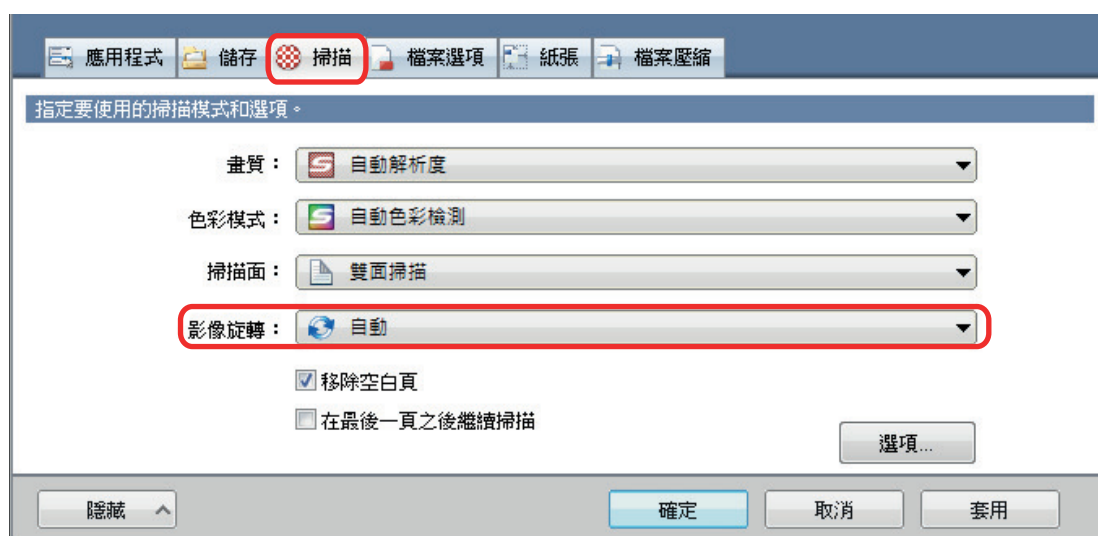 應用程式 儲存 掃描 檔案選項 紙張 檔案壓縮
指定要使用的掃描模式和選項。
畫質： 自動解析度
色彩模式： 自動色彩檢測
掃描面： 雙面掃描
影像旋轉： 自動
移除空白頁
在最後一頁之後繼續掃描
選項...
隱藏 確定 取消 套用